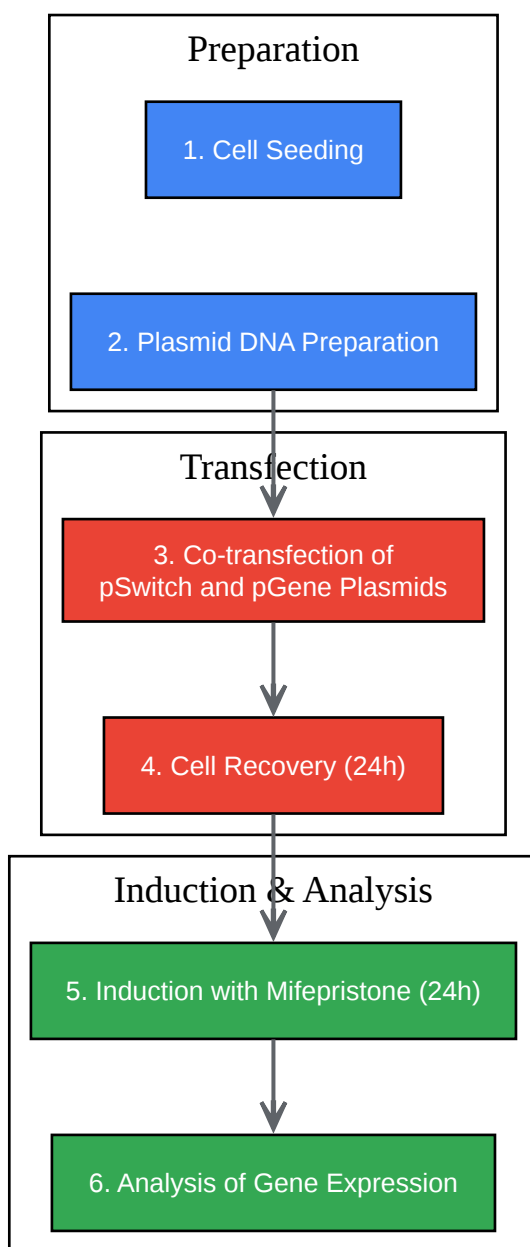 Preparation
1. Cell Seeding
2. Plasmid DNA Preparation
Transfection
3. Co-transfection of
pSwitch and pGene Plasmids
4. Cell Recovery (24h)
Induction & Analysis
5. Induction with Mifepristone (24h)
6. Analysis of Gene Expression